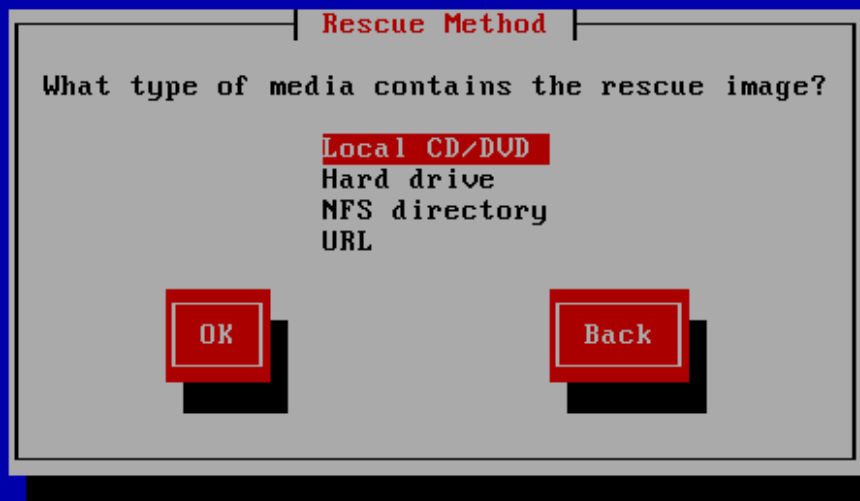 Rescue Method
What type of media contains the rescue image?
Local CD/DVD
Hard drive
NFS directory
URL
OK
Back